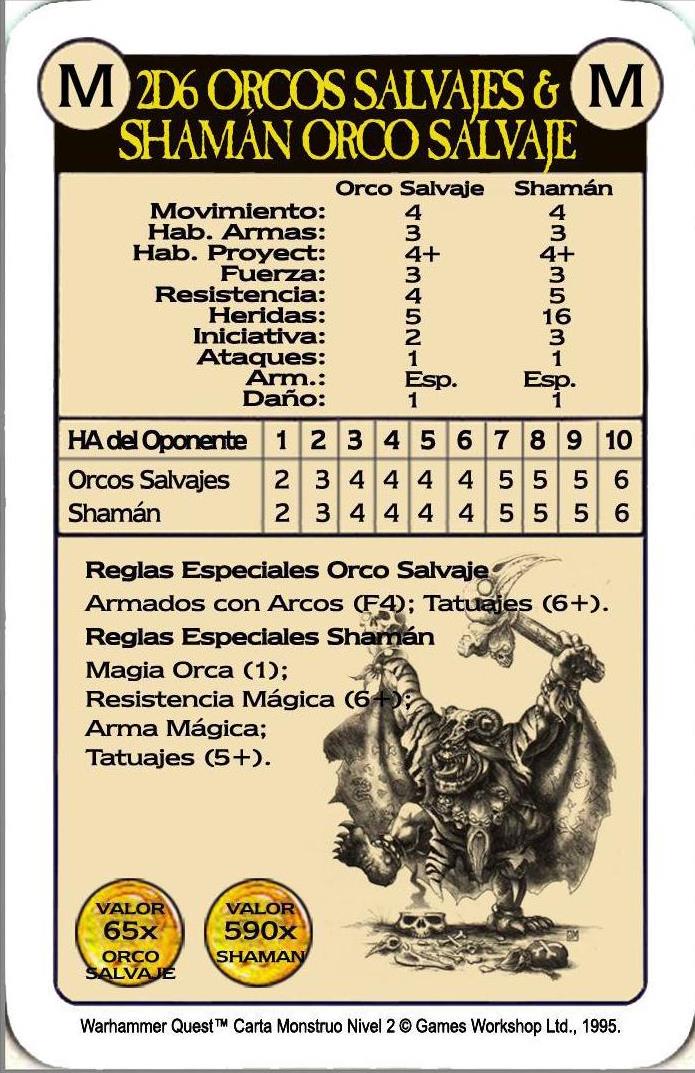 M 2D6 ORCOS SALVAJES & M
SHAMÁN ORCO SALVAJE
Orco Salvaje Shamán
Movimiento: 4 4
Hab. Armas: 3 3
Hab. Proyect: 4+ 4+
Fuerza: 3 3
Resistencia: 4 5
Heridas: 5 16
Iniciativa: 2 3
Ataques: 1 1
Arm.: Esp. Esp.
Daño: 1 1
HA del Oponente 1 2 3 4 5 6 7 8 9 10
Orcos Salvajes 2 3 4 4 4 4 5 5 5 6
Shamán 2 3 4 4 4 4 5 5 5 6
Reglas Especiales Orco Salvaje
Armados con Arcos (F4); Tatuajes (6+).
Reglas Especiales Shamán
Magia Orca (1);
Resistencia Mágica (6+);
Arma Mágica;
Tatuajes (5+).
VALOR
65x
ORCO
SALVAJE
VALOR
590x
SHAMAN
Warhammer Quest™ Carta Monstruo Nivel 2 © Games Workshop Ltd., 1995.